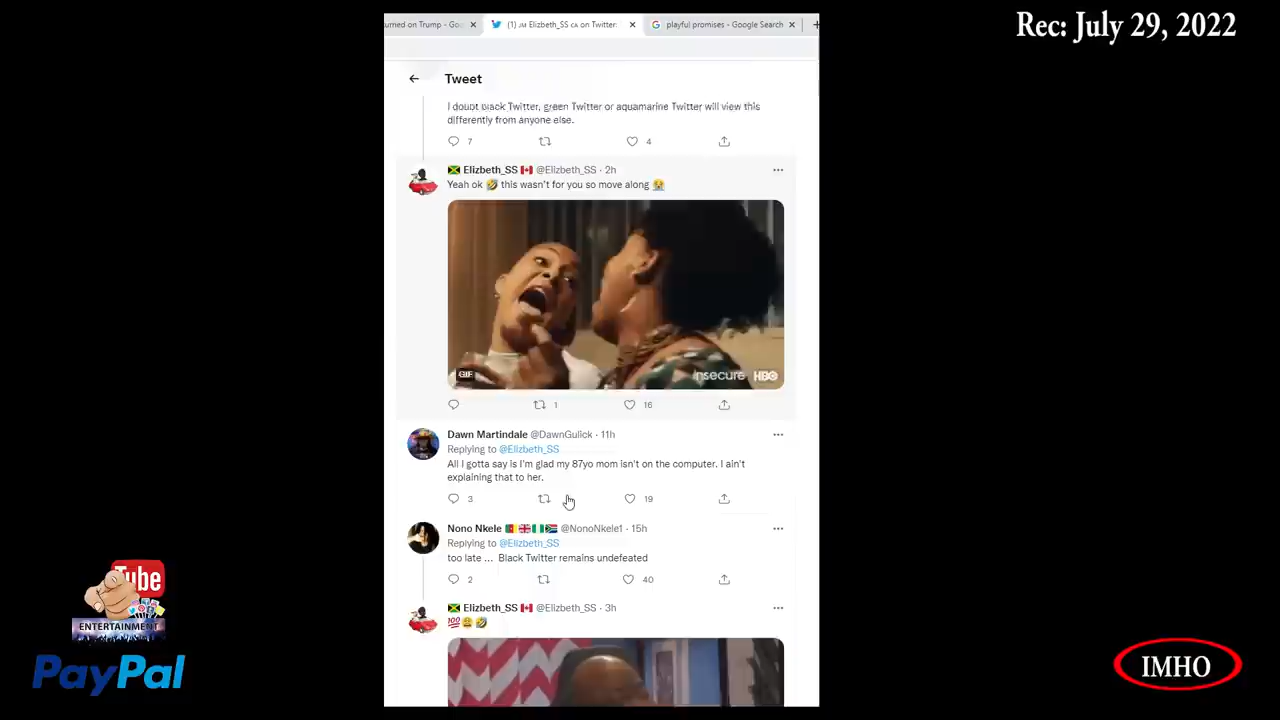 Rec: July 29, 2022
urned on Trump - Go
(1) JM Elizbeth_SS CA on Twitter:
playful promises - Google Search
Tweet
I doubt black Twitter, green Twitter or aquamarine Twitter will view this
differently from anyone else.
7
4
🇯🇲 Elizbeth_SS 🇨🇦 @Elizbeth_SS · 2h
Yeah ok 🤣 this wasn't for you so move along 😭
GIF
insecure HBO
1
16
Dawn Martindale @DawnGulick · 11h
Replying to @Elizbeth_SS
All I gotta say is I'm glad my 87yo mom isn't on the computer. I ain't
explaining that to her.
3
19
Nono Nkele 🇨🇲🇬🇧🇳🇬🇿🇦 @NonoNkele1 · 15h
Replying to @Elizbeth_SS
too late ... Black Twitter remains undefeated
2
40
🇯🇲 Elizbeth_SS 🇨🇦 @Elizbeth_SS · 3h
💯😩🤣
Tube
ENTERTAINMENT
PayPal
IMHO